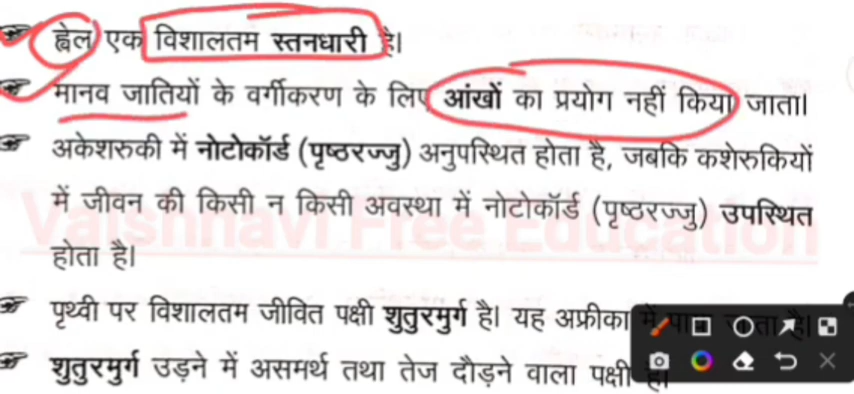 ह्वेल एक विशालतम स्तनधारी है।
मानव जातियों के वर्गीकरण के लिए आंखों का प्रयोग नहीं किया जाता।
अकेशरुकी में नोटोकॉर्ड (पृष्ठरज्जु) अनुपस्थित होता है, जबकि कशेरुकियों
में जीवन की किसी न किसी अवस्था में नोटोकॉर्ड (पृष्ठरज्जु) उपस्थित
Vaishnavi Free Education
होता है।
पृथ्वी पर विशालतम जीवित पक्षी शुतुरमुर्ग है। यह अफ्रीका में पाया जाता है।
शुतुरमुर्ग उड़ने में असमर्थ तथा तेज दौड़ने वाला पक्षी है।